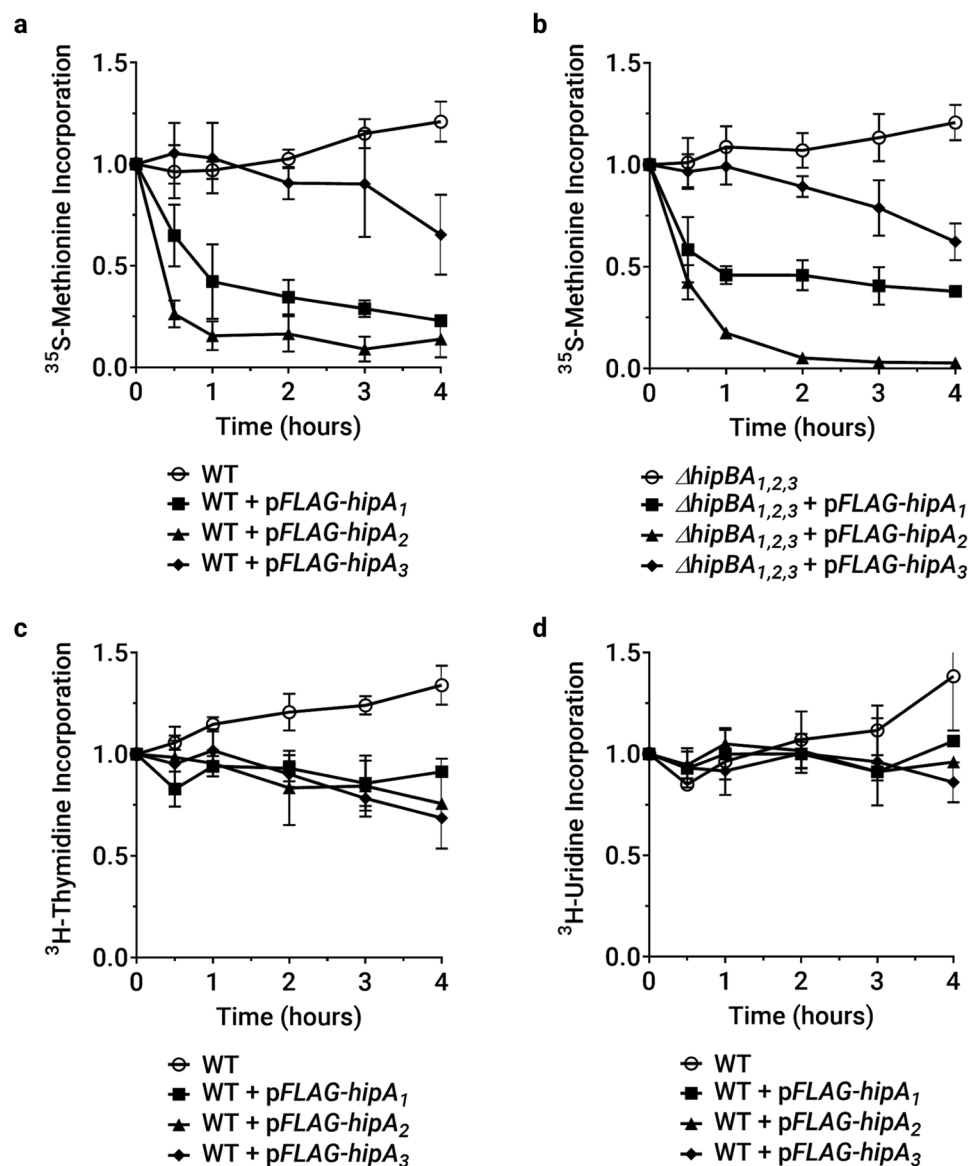 a
³⁵S-Methionine Incorporation
1.5
1.0
0.5
0.0
0 1 2 3 4
Time (hours)
WT
WT + pFLAG-hipA₁
WT + pFLAG-hipA₂
WT + pFLAG-hipA₃
b
³⁵S-Methionine Incorporation
1.5
1.0
0.5
0.0
0 1 2 3 4
Time (hours)
ΔhipBA₁,₂,₃
ΔhipBA₁,₂,₃ + pFLAG-hipA₁
ΔhipBA₁,₂,₃ + pFLAG-hipA₂
ΔhipBA₁,₂,₃ + pFLAG-hipA₃
c
³H-Thymidine Incorporation
1.5
1.0
0.5
0.0
0 1 2 3 4
Time (hours)
WT
WT + pFLAG-hipA₁
WT + pFLAG-hipA₂
WT + pFLAG-hipA₃
d
³H-Uridine Incorporation
1.5
1.0
0.5
0.0
0 1 2 3 4
Time (hours)
WT
WT + pFLAG-hipA₁
WT + pFLAG-hipA₂
WT + pFLAG-hipA₃